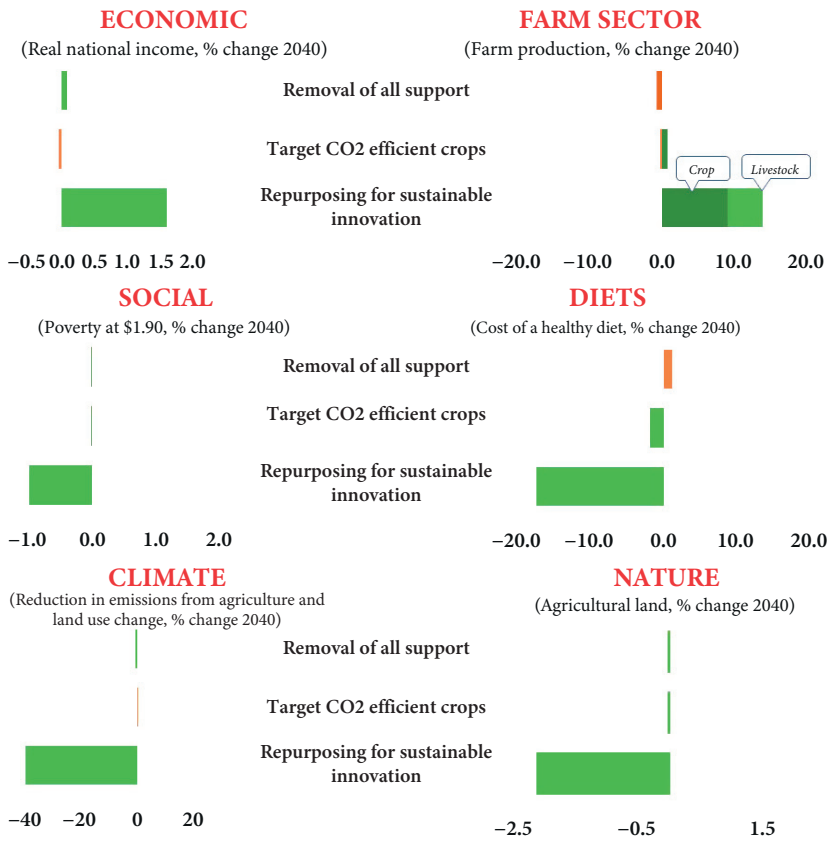 ECONOMIC
(Real national income, % change 2040)
FARM SECTOR
(Farm production, % change 2040)
Removal of all support
Target CO2 efficient crops
Crop
Livestock
Repurposing for sustainable
innovation
−0.5 0.0 0.5 1.0 1.5 2.0
−20.0 −10.0 0.0 10.0 20.0
SOCIAL
(Poverty at $1.90, % change 2040)
DIETS
(Cost of a healthy diet, % change 2040)
Removal of all support
Target CO2 efficient crops
Repurposing for sustainable
innovation
−1.0 0.0 1.0 2.0
−20.0 −10.0 0.0 10.0 20.0
CLIMATE
(Reduction in emissions from agriculture and
land use change, % change 2040)
NATURE
(Agricultural land, % change 2040)
Removal of all support
Target CO2 efficient crops
Repurposing for sustainable
innovation
−40 −20 0 20
−2.5 −0.5 1.5